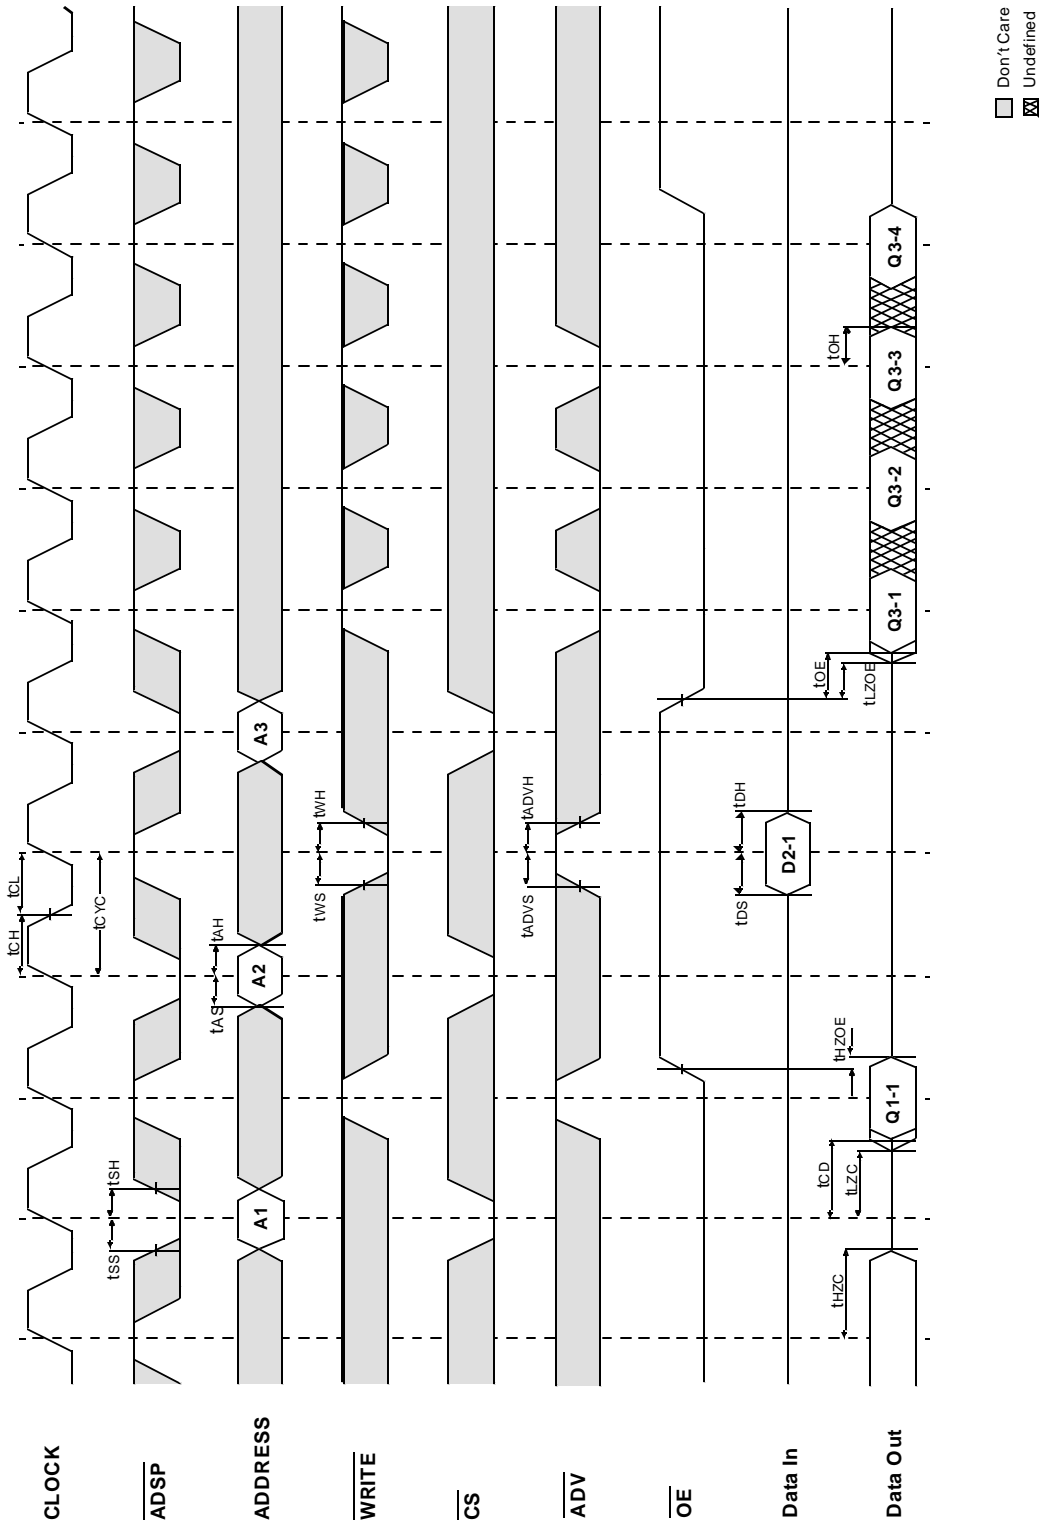 CLOCK
tCH
tCL
tCYC
ADSP
tSS
tSH
ADDRESS
A1
tAS
tAH
A2
A3
WRITE
tWS
tWH
CS
ADV
tADVS
tADVH
OE
Data In
tDS
tDH
D2-1
Data Out
tHZC
tCD
tLZC
Q1-1
tHZOE
tOE
tLZOE
Q3-1
Q3-2
Q3-3
tOH
Q3-4
Don't Care
Undefined